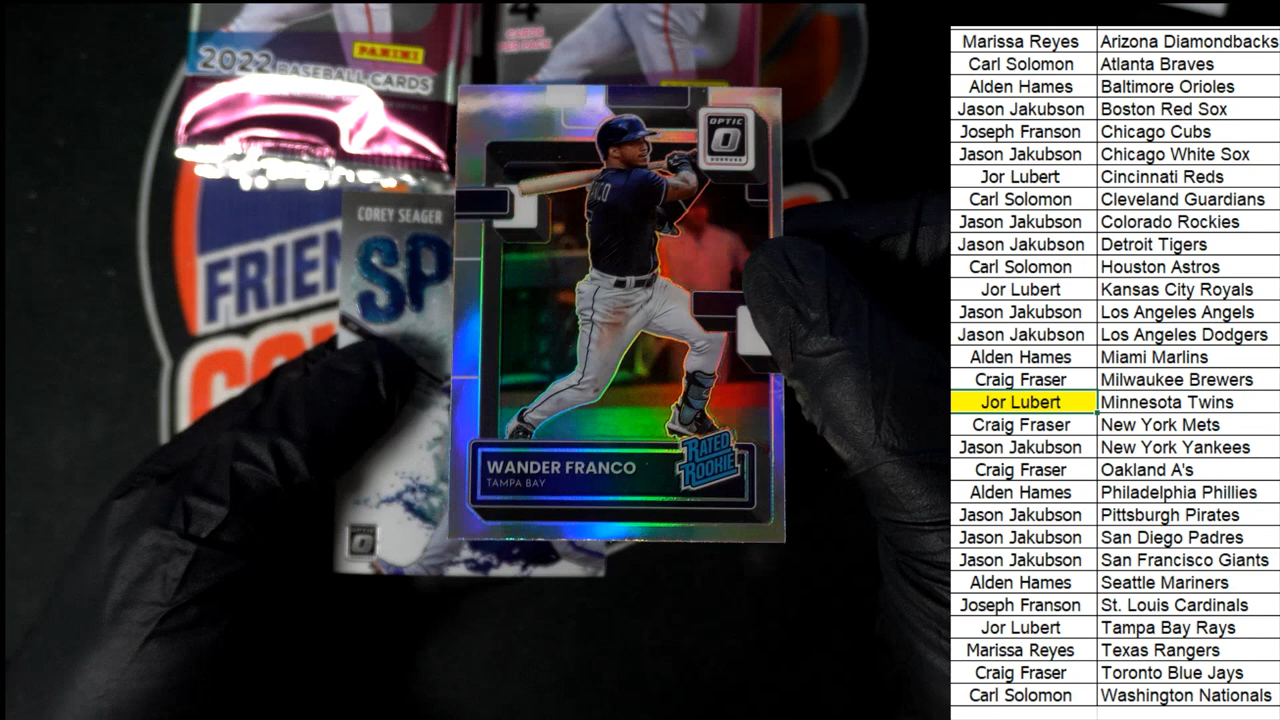 4
CARDS
PER PACK
PANINI
2022 BASEBALL CARDS
FRIEN
COREY SEAGER
SP
OPTIC
DONRUSS
WANDER FRANCO
TAMPA BAY
RATED
ROOKIE
OPTIC
Marissa Reyes Arizona Diamondbacks
Carl Solomon Atlanta Braves
Alden Hames Baltimore Orioles
Jason Jakubson Boston Red Sox
Joseph Franson Chicago Cubs
Jason Jakubson Chicago White Sox
Jor Lubert Cincinnati Reds
Carl Solomon Cleveland Guardians
Jason Jakubson Colorado Rockies
Jason Jakubson Detroit Tigers
Carl Solomon Houston Astros
Jor Lubert Kansas City Royals
Jason Jakubson Los Angeles Angels
Jason Jakubson Los Angeles Dodgers
Alden Hames Miami Marlins
Craig Fraser Milwaukee Brewers
Jor Lubert Minnesota Twins
Craig Fraser New York Mets
Jason Jakubson New York Yankees
Craig Fraser Oakland A's
Alden Hames Philadelphia Phillies
Jason Jakubson Pittsburgh Pirates
Jason Jakubson San Diego Padres
Jason Jakubson San Francisco Giants
Alden Hames Seattle Mariners
Joseph Franson St. Louis Cardinals
Jor Lubert Tampa Bay Rays
Marissa Reyes Texas Rangers
Craig Fraser Toronto Blue Jays
Carl Solomon Washington Nationals